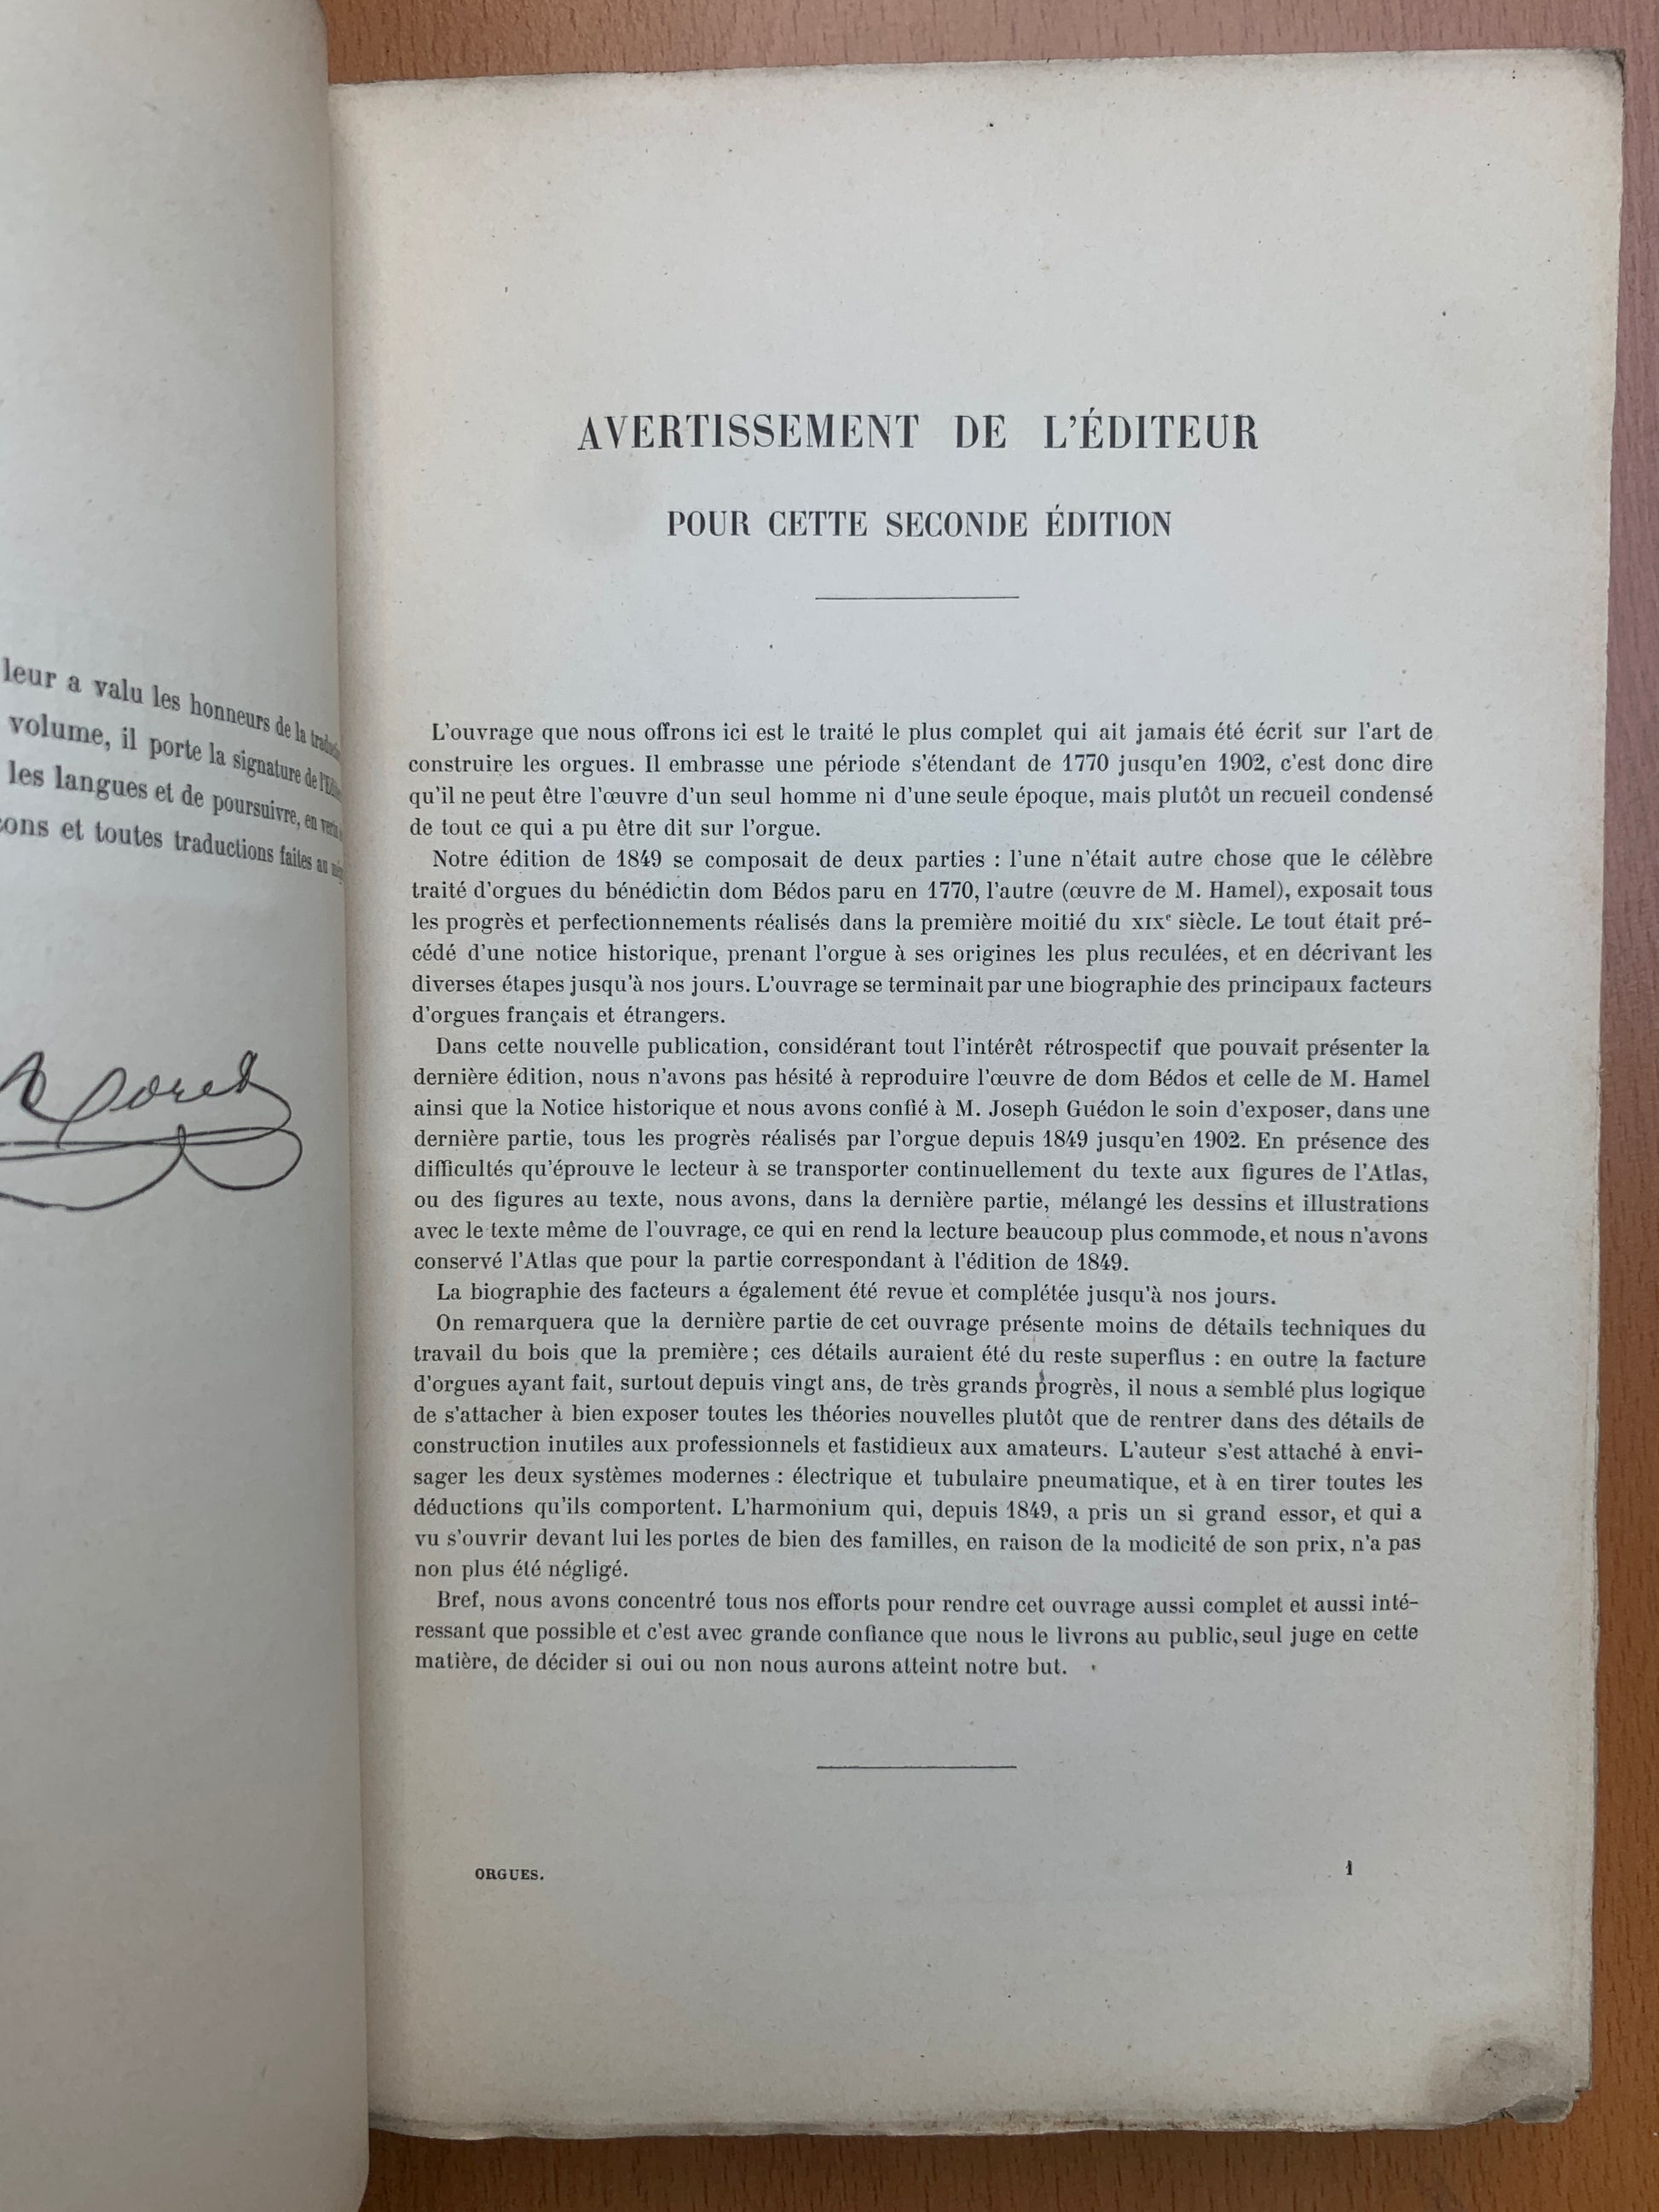 leur a valu les honneurs de la
volume, il porte la signature de
les langues et de poursuivre, en
et toutes traductions faites au
AVERTISSEMENT DE L'ÉDITEUR
POUR CETTE SECONDE ÉDITION
L'ouvrage que nous offrons ici est le traité le plus complet qui ait jamais été écrit sur l'art de
construire les orgues. Il embrasse une période s'étendant de 1770 jusqu'en 1902, c'est donc dire
qu'il ne peut être l'œuvre d'un seul homme ni d'une seule époque, mais plutôt un recueil condensé
de tout ce qui a pu être dit sur l'orgue.
Notre édition de 1849 se composait de deux parties : l'une n'était autre chose que le célèbre
traité d'orgues du bénédictin dom Bédos paru en 1770, l'autre (œuvre de M. Hamel), exposait tous
les progrès et perfectionnements réalisés dans la première moitié du XIXe siècle. Le tout était pré-
cédé d'une notice historique, prenant l'orgue à ses origines les plus reculées, et en décrivant les
diverses étapes jusqu'à nos jours. L'ouvrage se terminait par une biographie des principaux facteurs
d'orgues français et étrangers.
Dans cette nouvelle publication, considérant tout l'intérêt rétrospectif que pouvait présenter la
dernière édition, nous n'avons pas hésité à reproduire l'œuvre de dom Bédos et celle de M. Hamel
ainsi que la Notice historique et nous avons confié à M. Joseph Guédon le soin d'exposer, dans une
dernière partie, tous les progrès réalisés par l'orgue depuis 1849 jusqu'en 1902. En présence des
difficultés qu'éprouve le lecteur à se transporter continuellement du texte aux figures de l'Atlas,
ou des figures au texte, nous avons, dans la dernière partie, mélangé les dessins et illustrations
avec le texte même de l'ouvrage, ce qui en rend la lecture beaucoup plus commode, et nous n'avons
conservé l'Atlas que pour la partie correspondant à l'édition de 1849.
La biographie des facteurs a également été revue et complétée jusqu'à nos jours.
On remarquera que la dernière partie de cet ouvrage présente moins de détails techniques du
travail du bois que la première ; ces détails auraient été du reste superflus : en outre la facture
d'orgues ayant fait, surtout depuis vingt ans, de très grands progrès, il nous a semblé plus logique
de s'attacher à bien exposer toutes les théories nouvelles plutôt que de rentrer dans des détails de
construction inutiles aux professionnels et fastidieux aux amateurs. L'auteur s'est attaché à envi-
sager les deux systèmes modernes : électrique et tubulaire pneumatique, et à en tirer toutes les
déductions qu'ils comportent. L'harmonium qui, depuis 1849, a pris un si grand essor, et qui a
vu s'ouvrir devant lui les portes de bien des familles, en raison de la modicité de son prix, n'a pas
non plus été négligé.
Bref, nous avons concentré tous nos efforts pour rendre cet ouvrage aussi complet et aussi inté-
ressant que possible et c'est avec grande confiance que nous le livrons au public, seul juge en cette
matière, de décider si oui ou non nous aurons atteint notre but.
ORGUES. 1